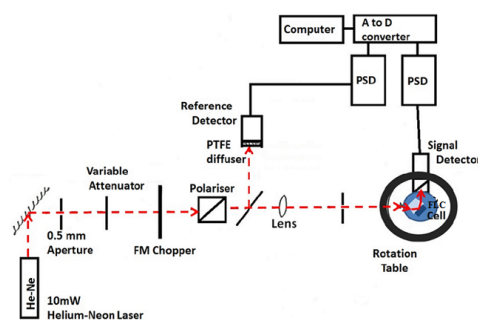 Computer
A to D
converter
PSD
PSD
Reference
Detector
PTFE
diffuser
Signal
Detector
Variable
Attenuator
Polariser
FLC
Cell
0.5 mm
Aperture
FM Chopper
Lens
Rotation
Table
He-Ne
10mW
Helium-Neon Laser